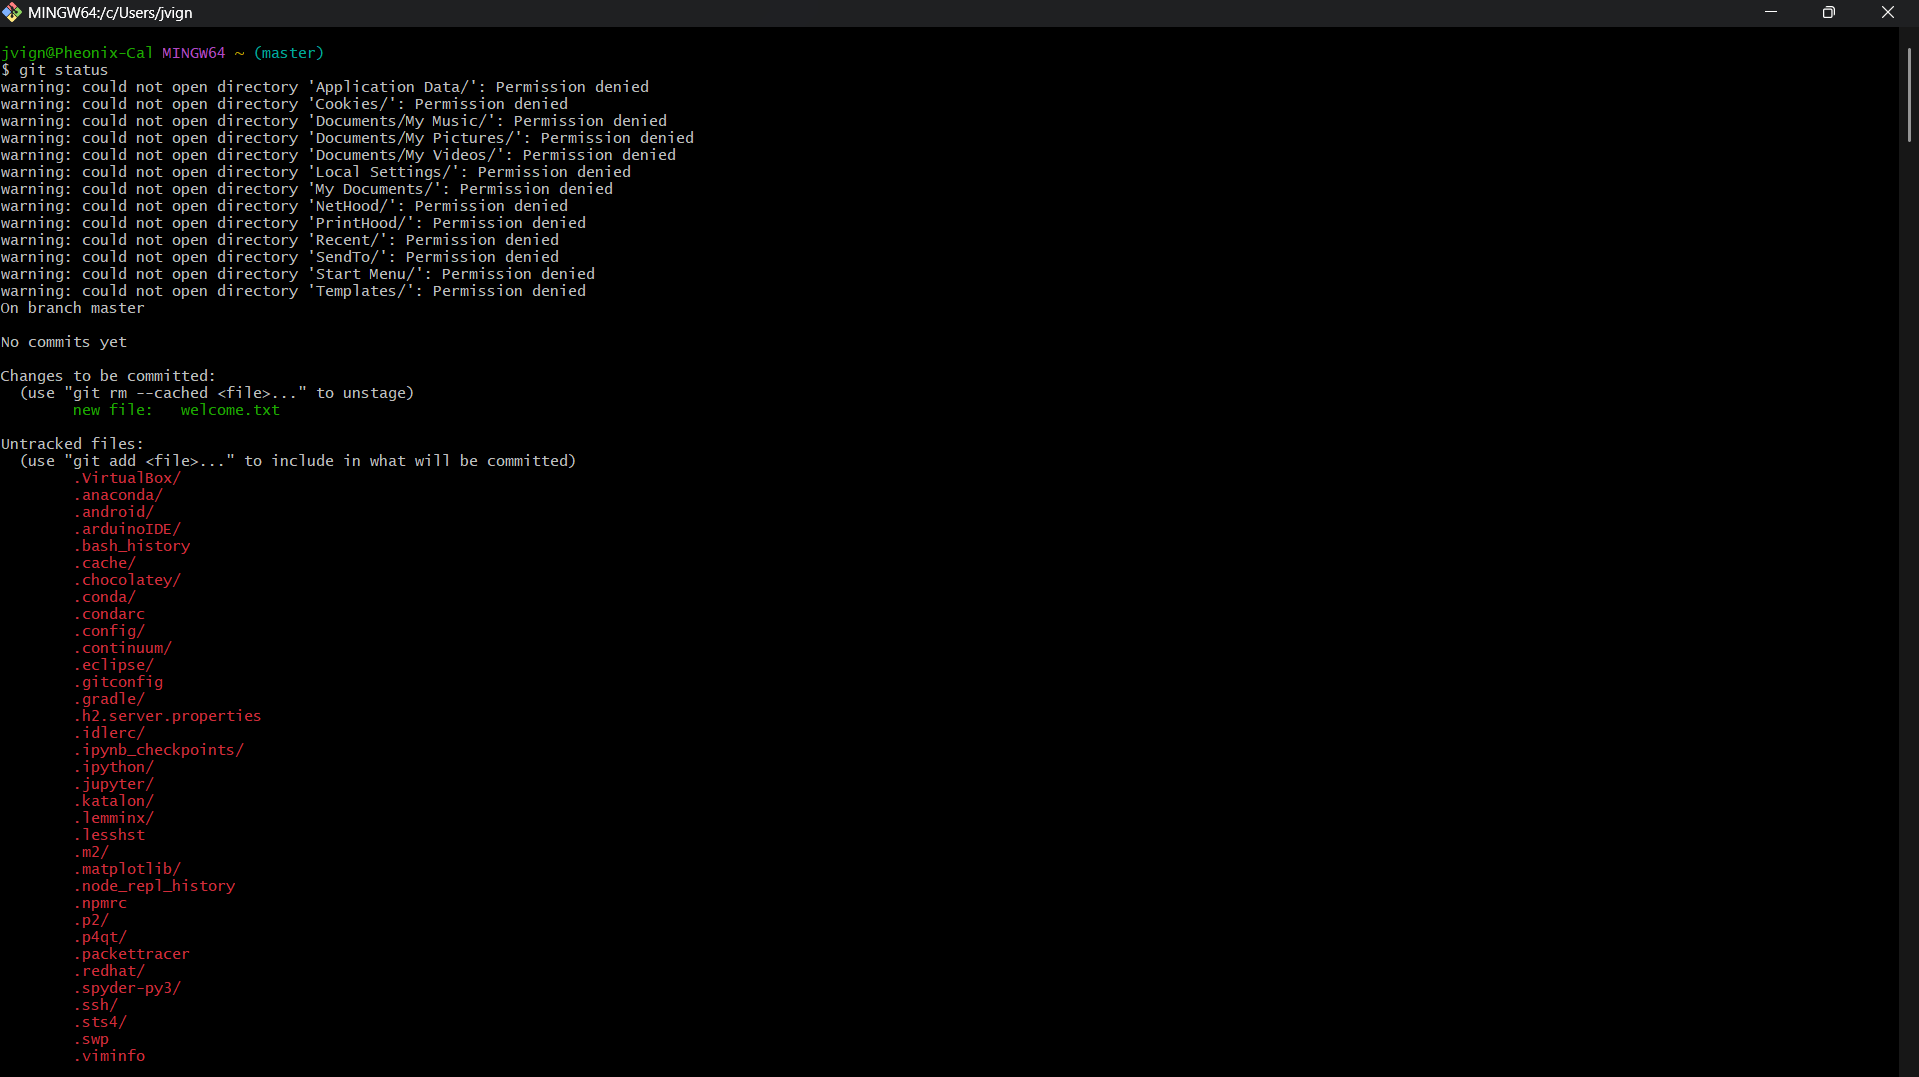 MINGW64:/c/Users/jvign
jvign@Pheonix-Cal MINGW64 ~ (master)
$ git status
warning: could not open directory 'Application Data/': Permission denied
warning: could not open directory 'Cookies/': Permission denied
warning: could not open directory 'Documents/My Music/': Permission denied
warning: could not open directory 'Documents/My Pictures/': Permission denied
warning: could not open directory 'Documents/My Videos/': Permission denied
warning: could not open directory 'Local Settings/': Permission denied
warning: could not open directory 'My Documents/': Permission denied
warning: could not open directory 'NetHood/': Permission denied
warning: could not open directory 'PrintHood/': Permission denied
warning: could not open directory 'Recent/': Permission denied
warning: could not open directory 'SendTo/': Permission denied
warning: could not open directory 'Start Menu/': Permission denied
warning: could not open directory 'Templates/': Permission denied
On branch master
No commits yet
Changes to be committed:
  (use "git rm --cached <file>..." to unstage)
        new file:   welcome.txt
Untracked files:
  (use "git add <file>..." to include in what will be committed)
        .VirtualBox/
        .anaconda/
        .android/
        .arduinoIDE/
        .bash_history
        .cache/
        .chocolatey/
        .conda/
        .condarc
        .config/
        .continuum/
        .eclipse/
        .gitconfig
        .gradle/
        .h2.server.properties
        .idlerc/
        .ipynb_checkpoints/
        .ipython/
        .jupyter/
        .katalon/
        .lemminx/
        .lesshst
        .m2/
        .matplotlib/
        .node_repl_history
        .npmrc
        .p2/
        .p4qt/
        .packettracer
        .redhat/
        .spyder-py3/
        .ssh/
        .sts4/
        .swp
        .viminfo